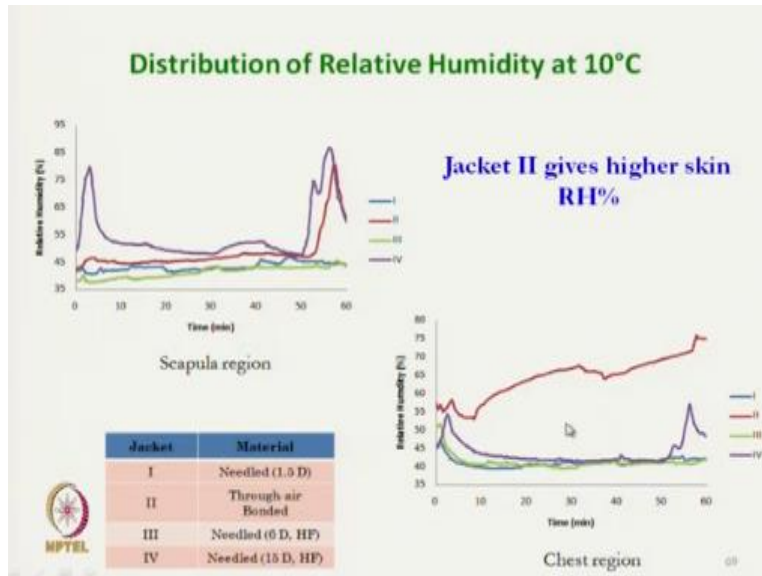 Distribution of Relative Humidity at 10°C
95
85
75
65
55
45
35
Relative Humidity (%)
0 10 20 30 40 50 60
Time (min)
I
II
III
IV
Scapula region
Jacket II gives higher skin
RH%
80
75
70
65
60
55
50
45
40
35
Relative Humidity (%)
0 10 20 30 40 50 60
Time (min)
I
II
III
IV
Chest region
Jacket Material
I Needled (1.5 D)
II Through-air
Bonded
III Needled (6 D, HF)
IV Needled (15 D, HF)
NPTEL
69